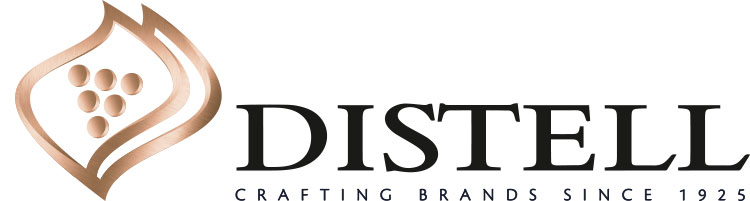 DISTELL
CRAFTING BRANDS SINCE 1925